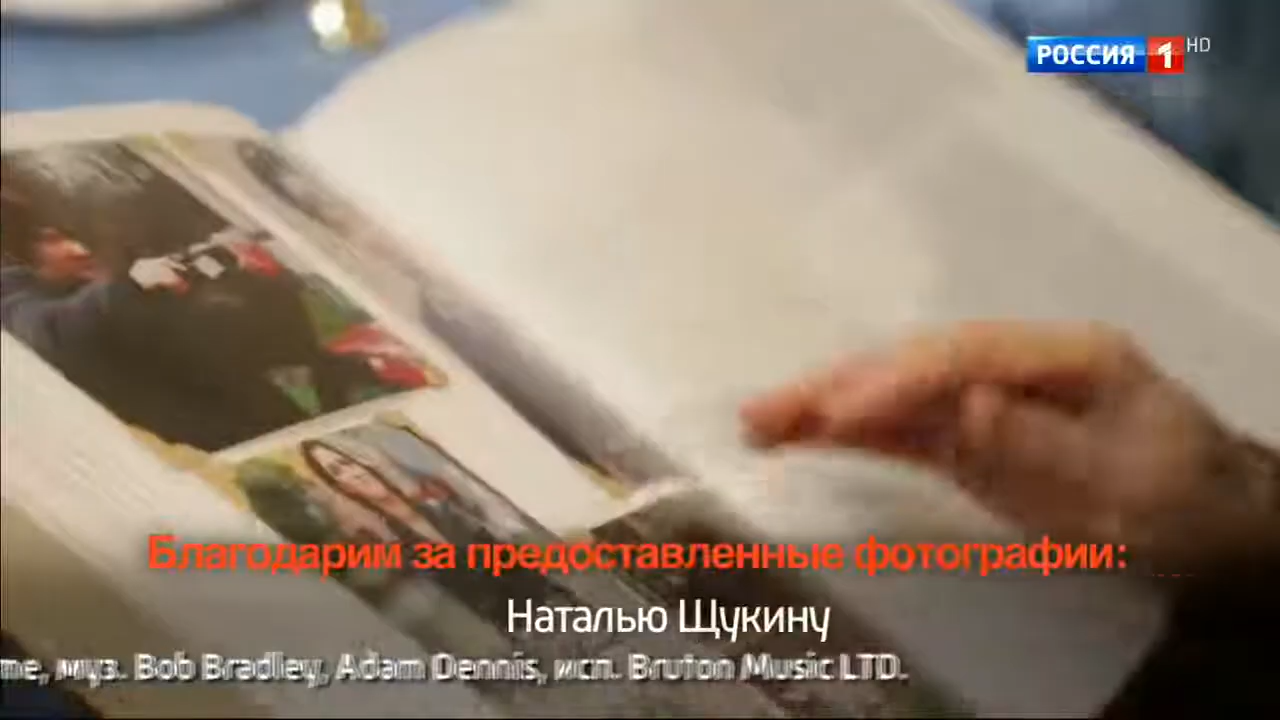 РОССИЯ 1 HD
Благодарим за предоставленные фотографии:
Наталью Щукину
me, муз. Bob Bradley, Adam Dennis, исп. Bruton Music LTD.